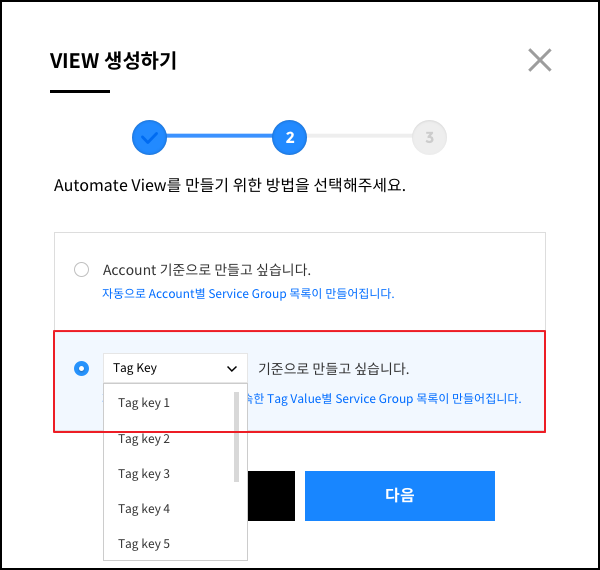 VIEW 생성하기
2
3
Automate View를 만들기 위한 방법을 선택해주세요.
Account 기준으로 만들고 싶습니다.
자동으로 Account별 Service Group 목록이 만들어집니다.
Tag Key 기준으로 만들고 싶습니다.
속한 Tag Value별 Service Group 목록이 만들어집니다.
Tag key 1
Tag key 2
Tag key 3
Tag key 4
Tag key 5
다음